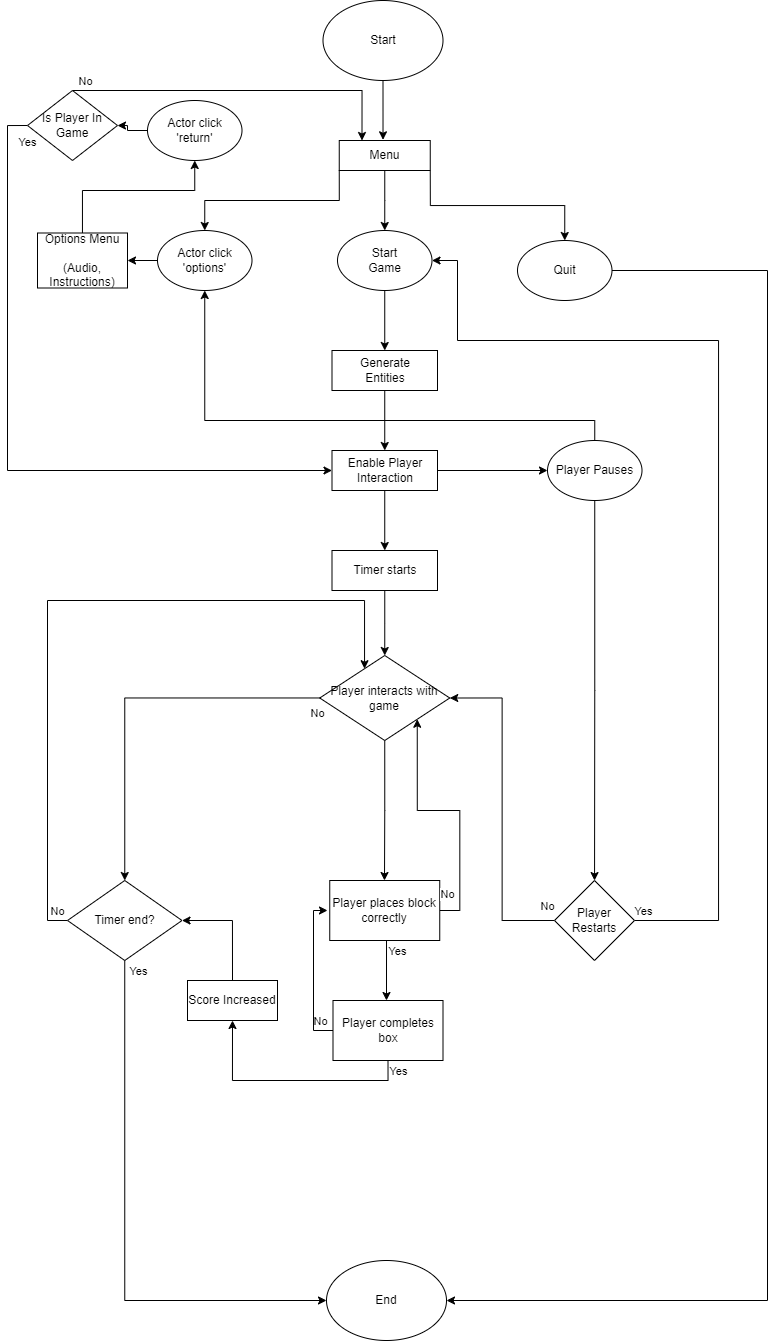 Start
No
Is Player In
Game
Yes
Actor click
'return'
Menu
Options Menu
(Audio,
Instructions)
Actor click
'options'
Start
Game
Quit
Generate
Entities
Enable Player
Interaction
Player Pauses
Timer starts
Player interacts with
game
No
Timer end?
No
Yes
Player places block
correctly
No
Yes
Player
Restarts
No
Yes
Score Increased
Player completes
box
No
Yes
End